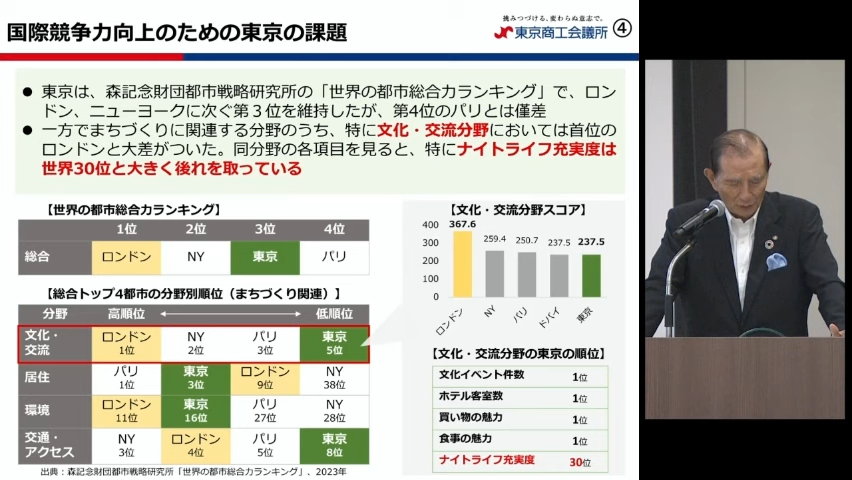 国際競争力向上のための東京の課題
挑みつづける、変わらぬ意志で。
東京商工会議所
④
● 東京は、森記念財団都市戦略研究所の「世界の都市総合力ランキング」で、ロン
ドン、ニューヨークに次ぐ第３位を維持したが、第4位のパリとは僅差
● 一方でまちづくりに関連する分野のうち、特に文化・交流分野においては首位の
ロンドンと大差がついた。同分野の各項目を見ると、特にナイトライフ充実度は
世界30位と大きく後れを取っている
【世界の都市総合力ランキング】
1位 2位 3位 4位
総合 ロンドン NY 東京 パリ
【総合トップ4都市の分野別順位（まちづくり関連）】
分野 高順位 低順位
文化・交流 ロンドン 1位 NY 2位 パリ 3位 東京 5位
居住 パリ 1位 東京 3位 ロンドン 9位 NY 38位
環境 ロンドン 11位 東京 16位 パリ 27位 NY 28位
交通・アクセス NY 3位 ロンドン 4位 パリ 5位 東京 8位
出典：森記念財団都市戦略研究所「世界の都市総合力ランキング」、2023年
【文化・交流分野スコア】
400
300
200
100
0
367.6 259.4 250.7 237.5 237.5
ロンドン NY パリ ドバイ 東京
【文化・交流分野の東京の順位】
文化イベント件数 1位
ホテル客室数 1位
買い物の魅力 1位
食事の魅力 1位
ナイトライフ充実度 30位